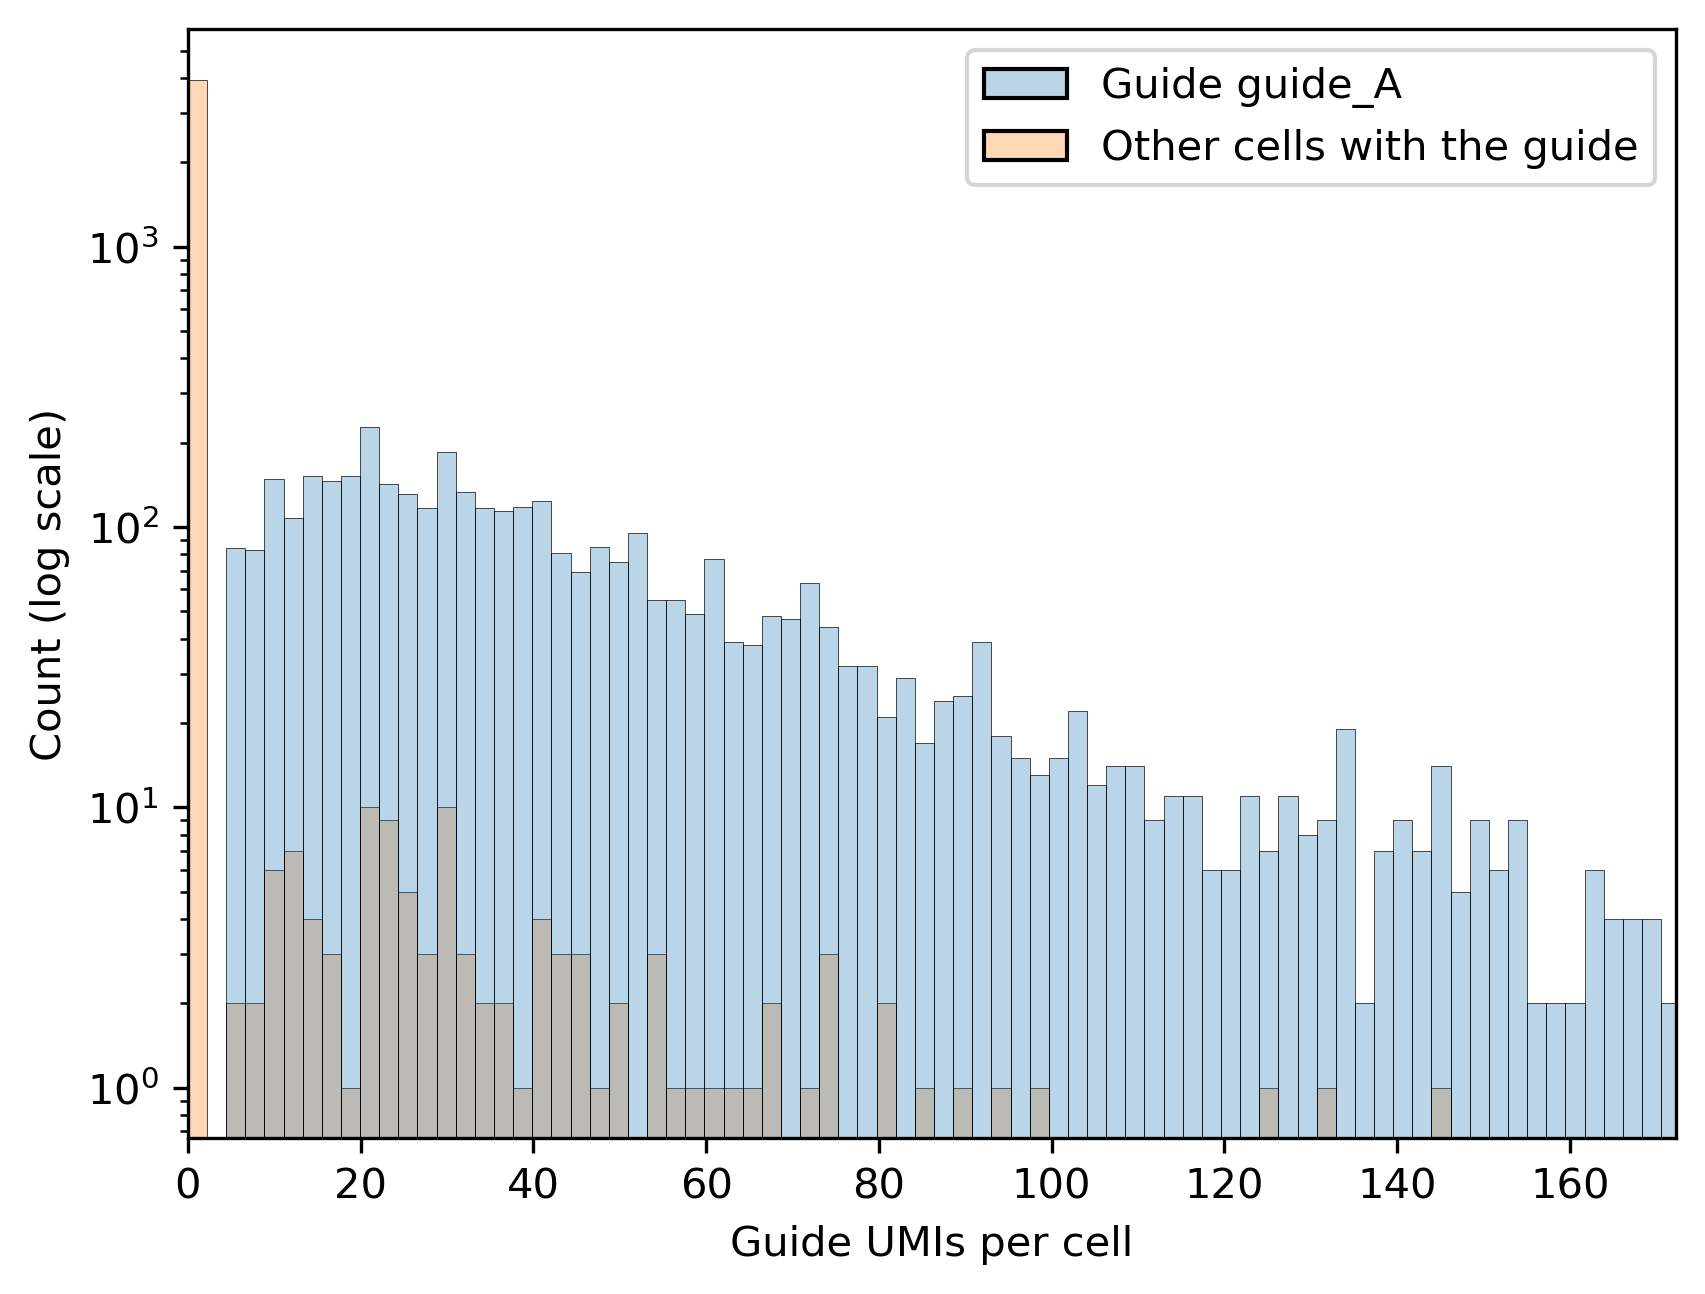 Guide guide_A
Other cells with the guide
Count (log scale)
10³
10²
10¹
10⁰
0 20 40 60 80 100 120 140 160
Guide UMIs per cell